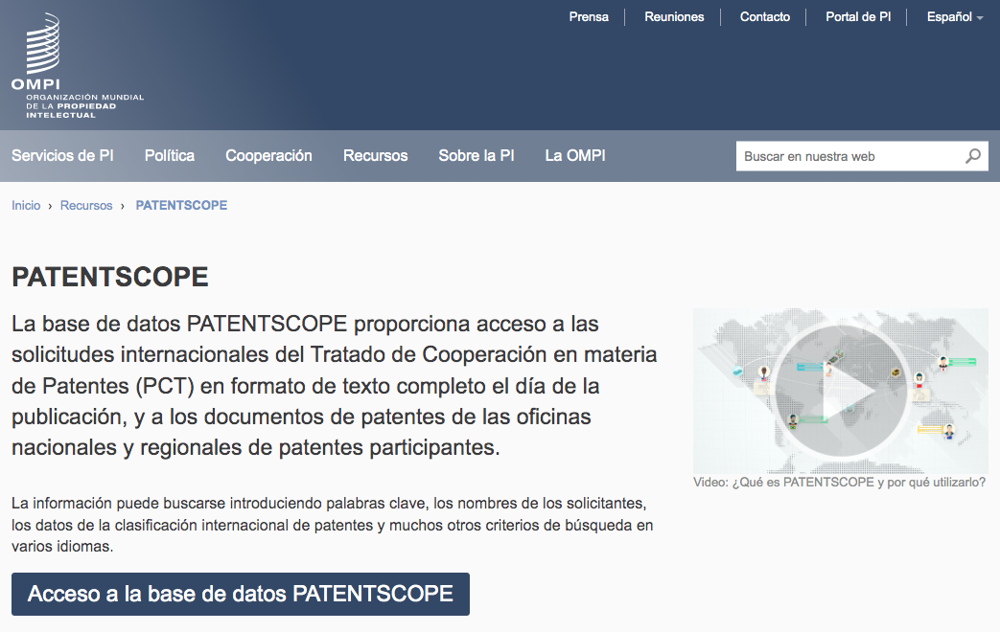 Prensa
Reuniones
Contacto
Portal de PI
Español
OMPI
ORGANIZACIÓN MUNDIAL
DE LA PROPIEDAD
INTELECTUAL
Servicios de PI
Política
Cooperación
Recursos
Sobre la PI
La OMPI
Buscar en nuestra web
Inicio › Recursos › PATENTSCOPE
PATENTSCOPE
La base de datos PATENTSCOPE proporciona acceso a las
solicitudes internacionales del Tratado de Cooperación en materia
de Patentes (PCT) en formato de texto completo el día de la
publicación, y a los documentos de patentes de las oficinas
nacionales y regionales de patentes participantes.
Video: ¿Qué es PATENTSCOPE y por qué utilizarlo?
La información puede buscarse introduciendo palabras clave, los nombres de los solicitantes,
los datos de la clasificación internacional de patentes y muchos otros criterios de búsqueda en
varios idiomas.
Acceso a la base de datos PATENTSCOPE